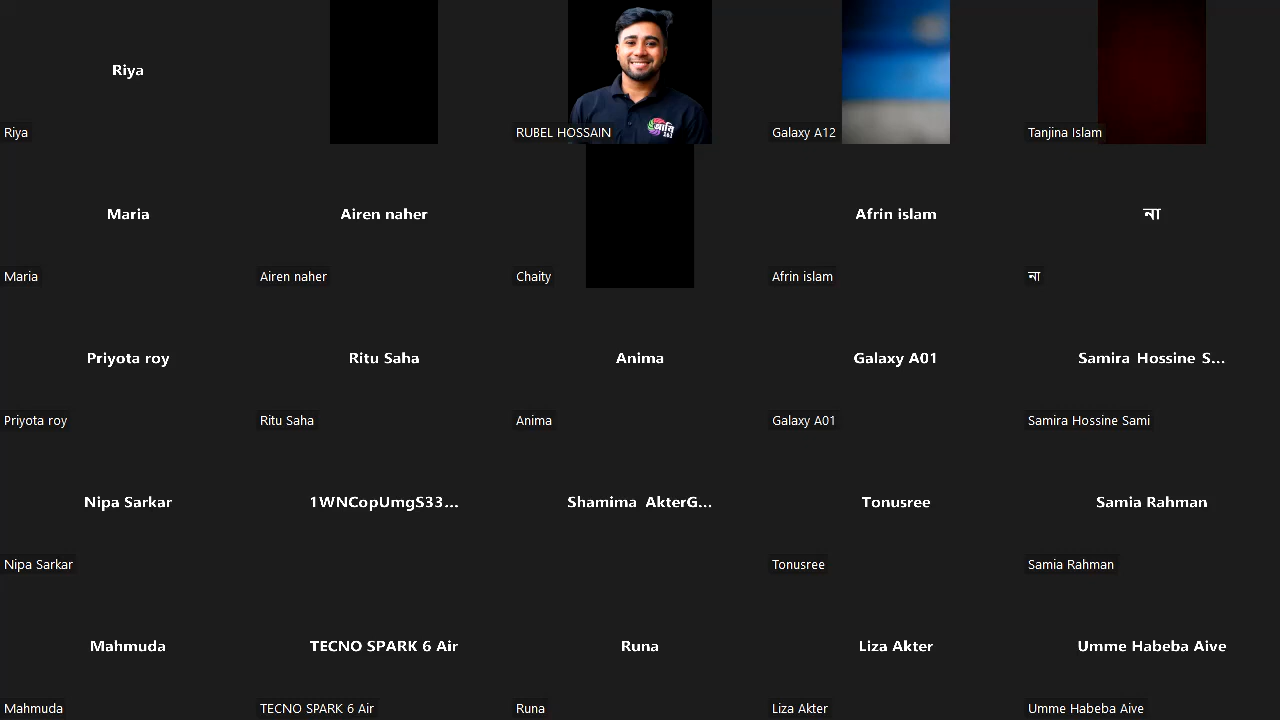 Riya
Riya
RUBEL HOSSAIN
Galaxy A12
Tanjina Islam
Maria
Airen naher
Afrin islam
না
Maria
Airen naher
Chaity
Afrin islam
না
Priyota roy
Ritu Saha
Anima
Galaxy A01
Samira Hossine S...
Priyota roy
Ritu Saha
Anima
Galaxy A01
Samira Hossine Sami
Nipa Sarkar
1WNCopUmgS33...
Shamima AkterG...
Tonusree
Samia Rahman
Nipa Sarkar
Tonusree
Samia Rahman
Mahmuda
TECNO SPARK 6 Air
Runa
Liza Akter
Umme Habeba Aive
Mahmuda
TECNO SPARK 6 Air
Runa
Liza Akter
Umme Habeba Aive